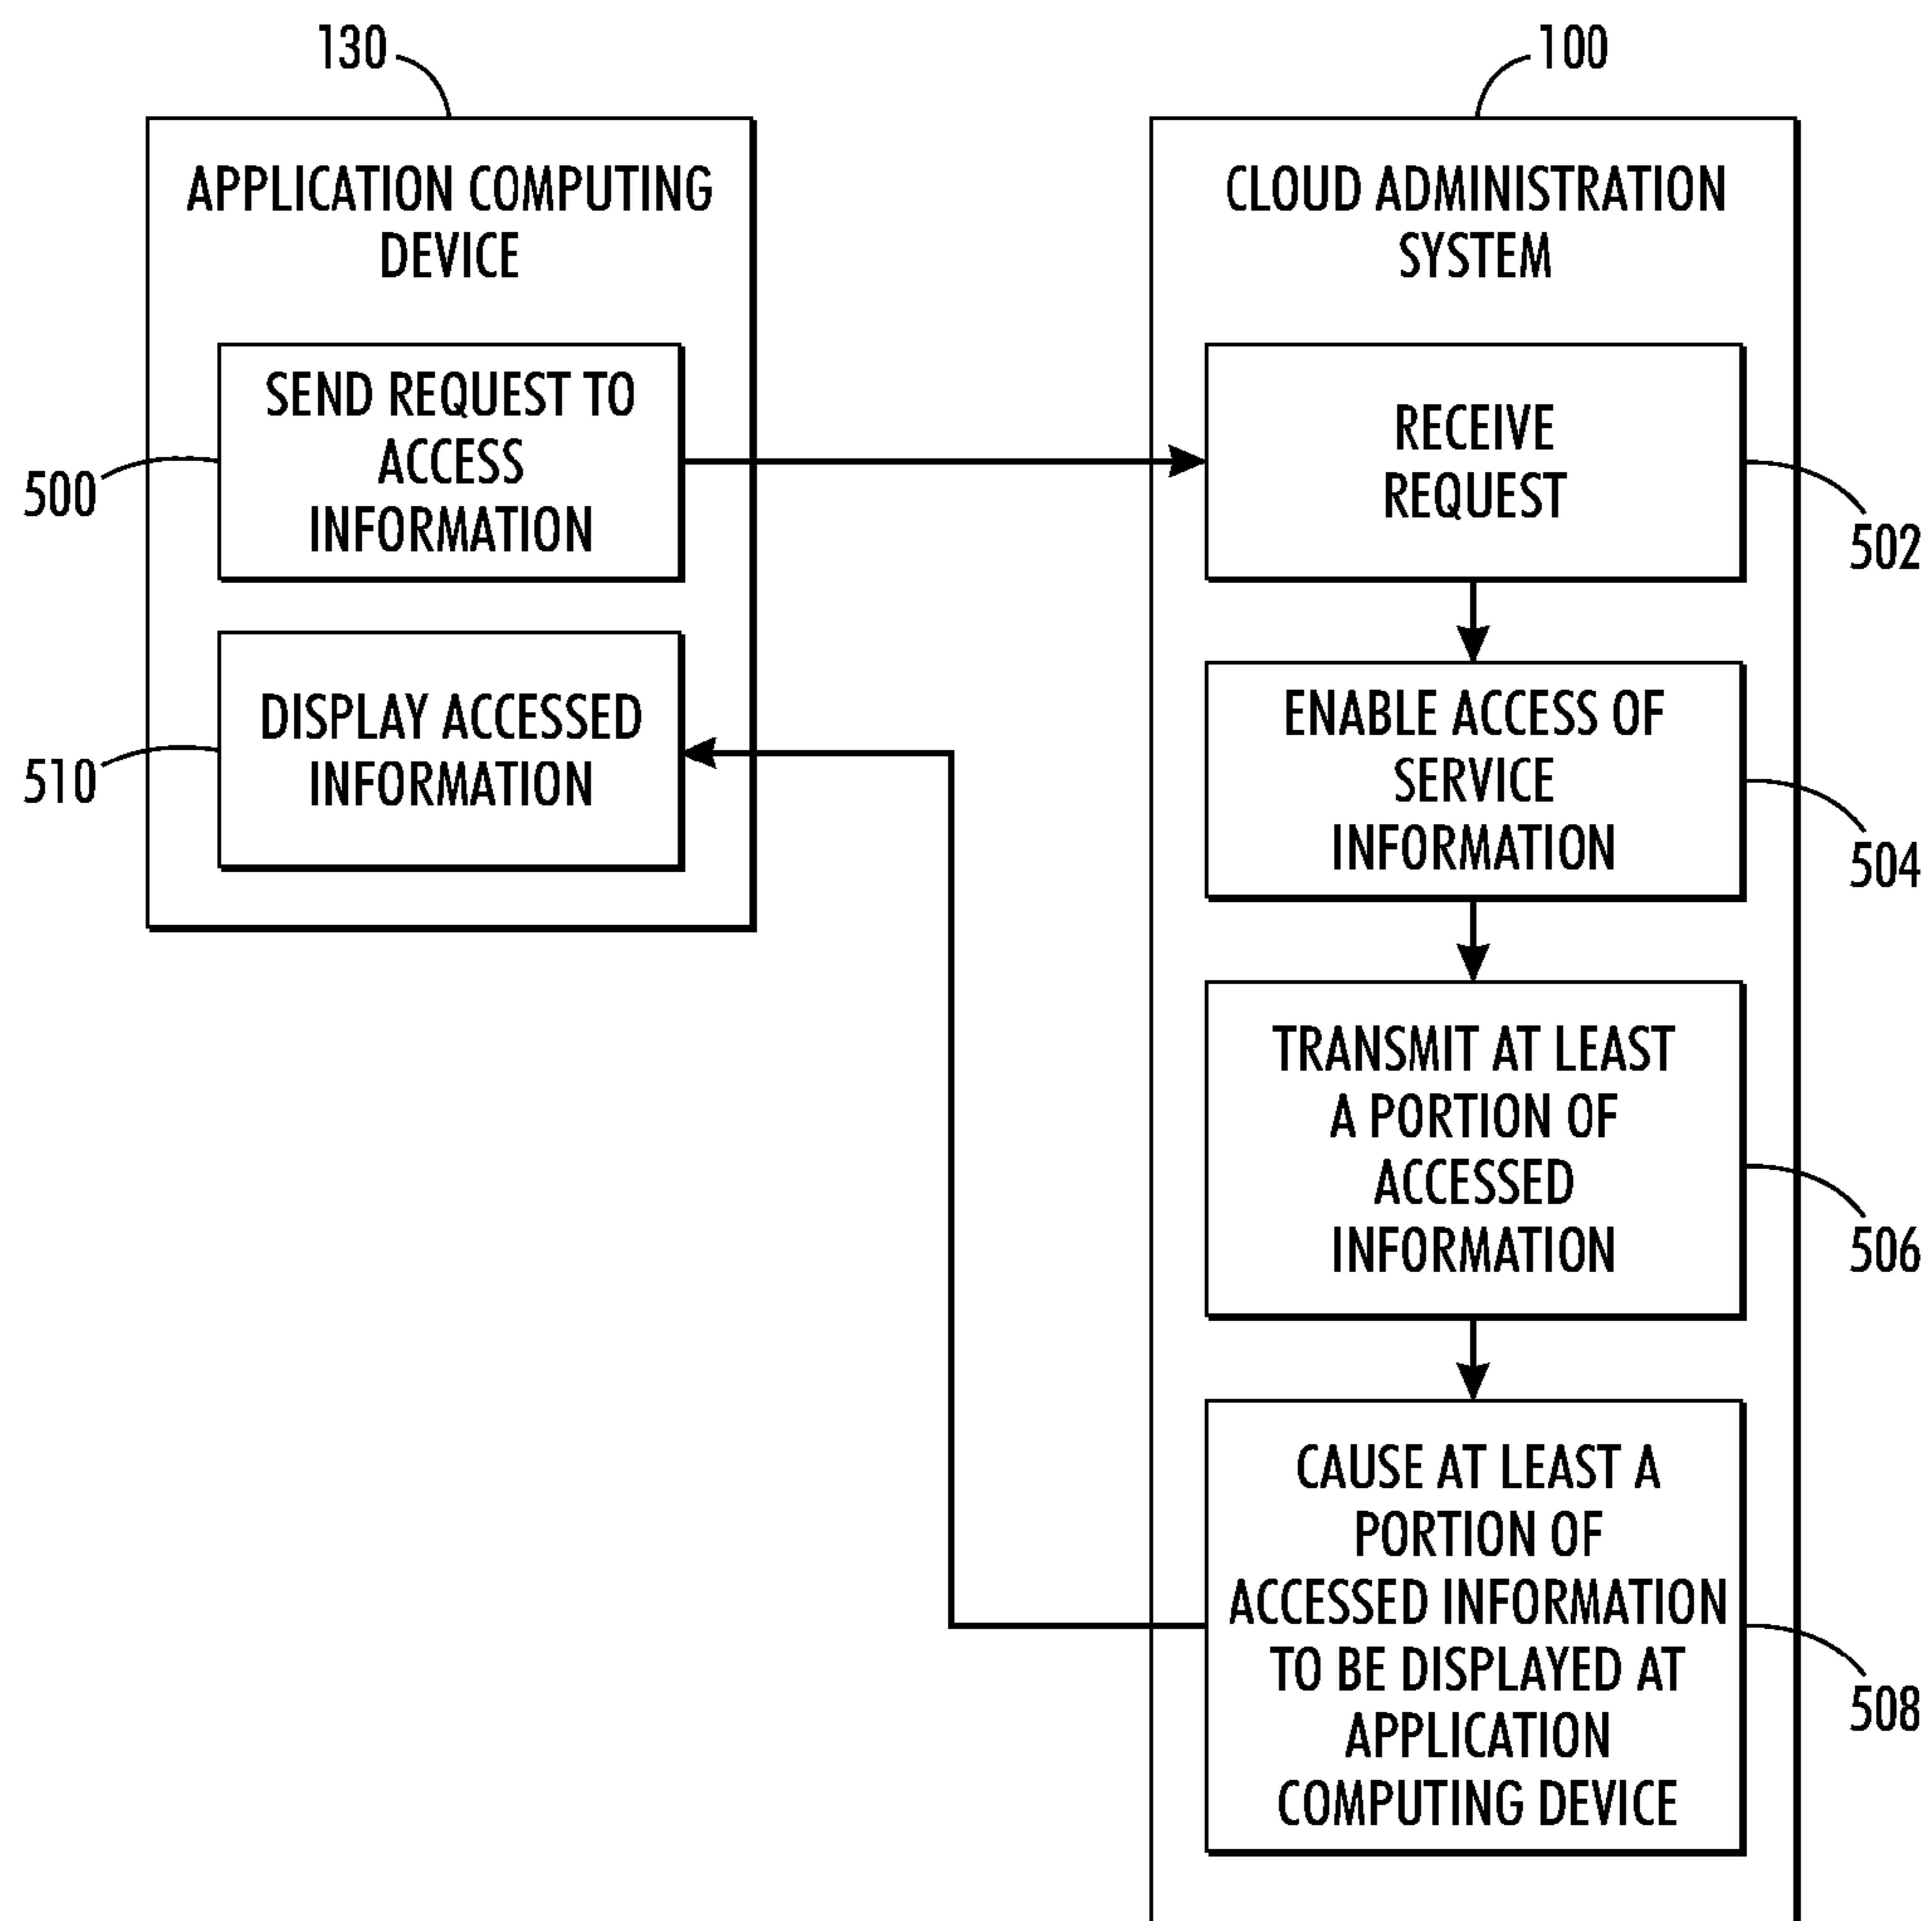 130
APPLICATION COMPUTING
DEVICE
SEND REQUEST TO
ACCESS
INFORMATION
500
DISPLAY ACCESSED
INFORMATION
510
100
CLOUD ADMINISTRATION
SYSTEM
RECEIVE
REQUEST
502
ENABLE ACCESS OF
SERVICE
INFORMATION
504
TRANSMIT AT LEAST
A PORTION OF
ACCESSED
INFORMATION
506
CAUSE AT LEAST A
PORTION OF
ACCESSED INFORMATION
TO BE DISPLAYED AT
APPLICATION
COMPUTING DEVICE
508